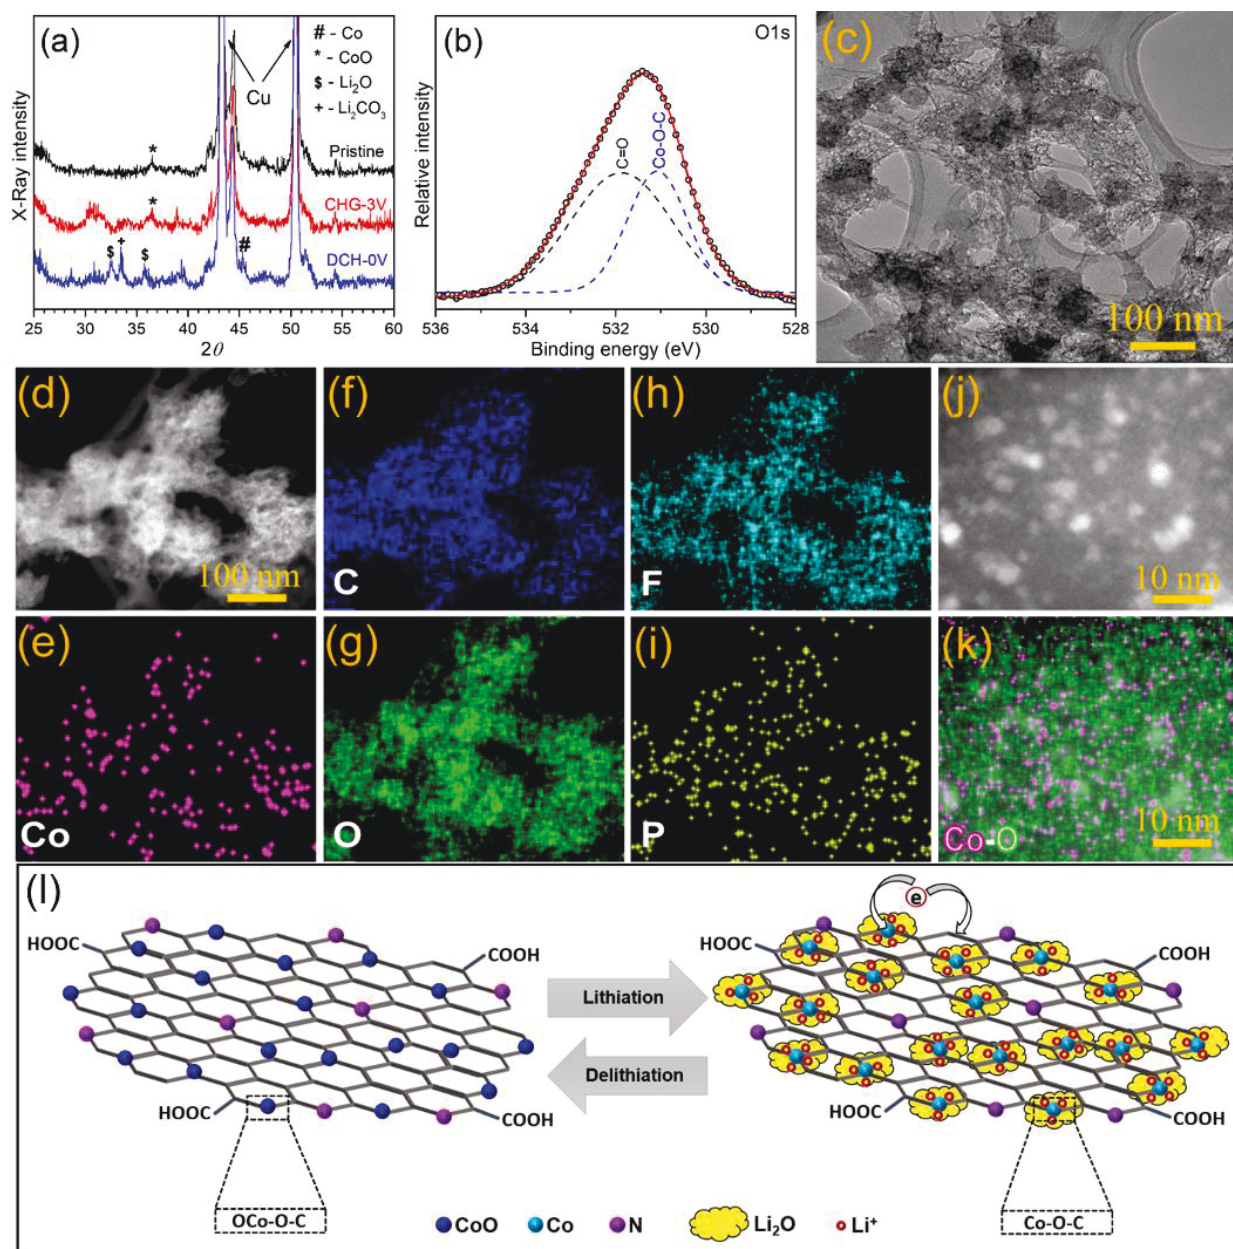 (a)
# - Co
* - CoO
$ - Li₂O
+ - Li₂CO₃
Cu
*
Pristine
*
CHG-3V
$ + $ #
DCH-0V
X-Ray intensity
25 30 35 40 45 50 55 60
2θ
(b)
O1s
C=O
Co-O-C
Relative intensity
536 534 532 530 528
Binding energy (eV)
(c)
100 nm
(d)
100 nm
(f)
C
(h)
F
(j)
10 nm
(e)
Co
(g)
O
(i)
P
(k)
Co-O
10 nm
(l)
HOOC
COOH
HOOC
COOH
OCo-O-C
Lithiation
Delithiation
e
HOOC
COOH
HOOC
COOH
Co-O-C
CoO Co N Li₂O Li⁺